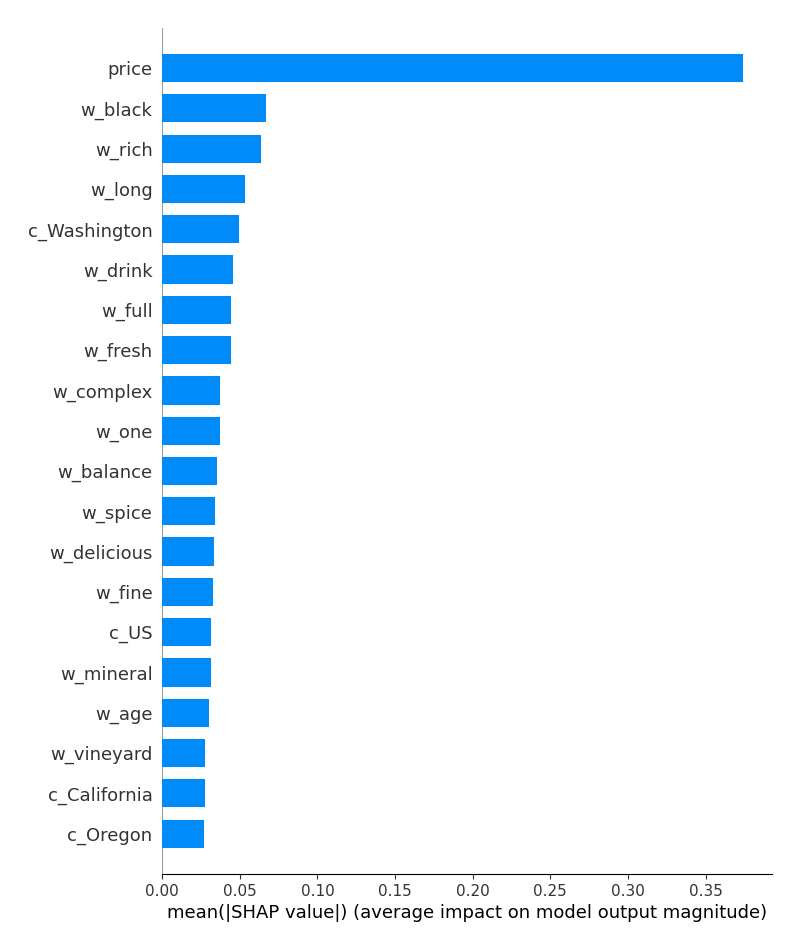 price
w_black
w_rich
w_long
c_Washington
w_drink
w_full
w_fresh
w_complex
w_one
w_balance
w_spice
w_delicious
w_fine
c_US
w_mineral
w_age
w_vineyard
c_California
c_Oregon
0.00 0.05 0.10 0.15 0.20 0.25 0.30 0.35
mean(|SHAP value|) (average impact on model output magnitude)